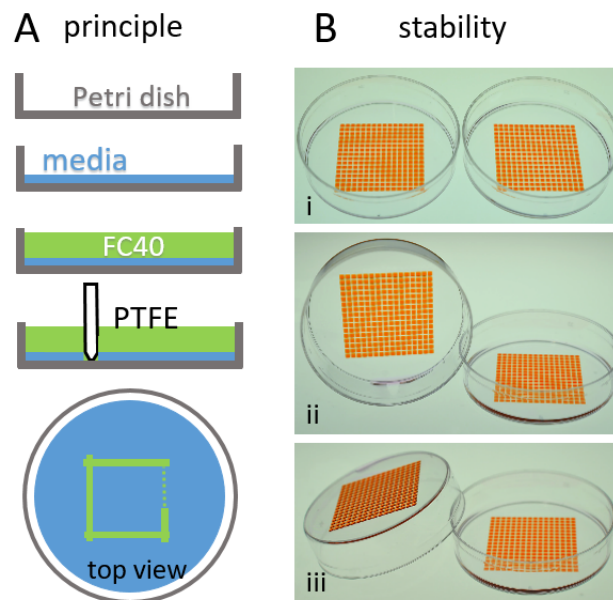 A principle
Petri dish
media
FC40
PTFE
top view
B stability
i
ii
iii